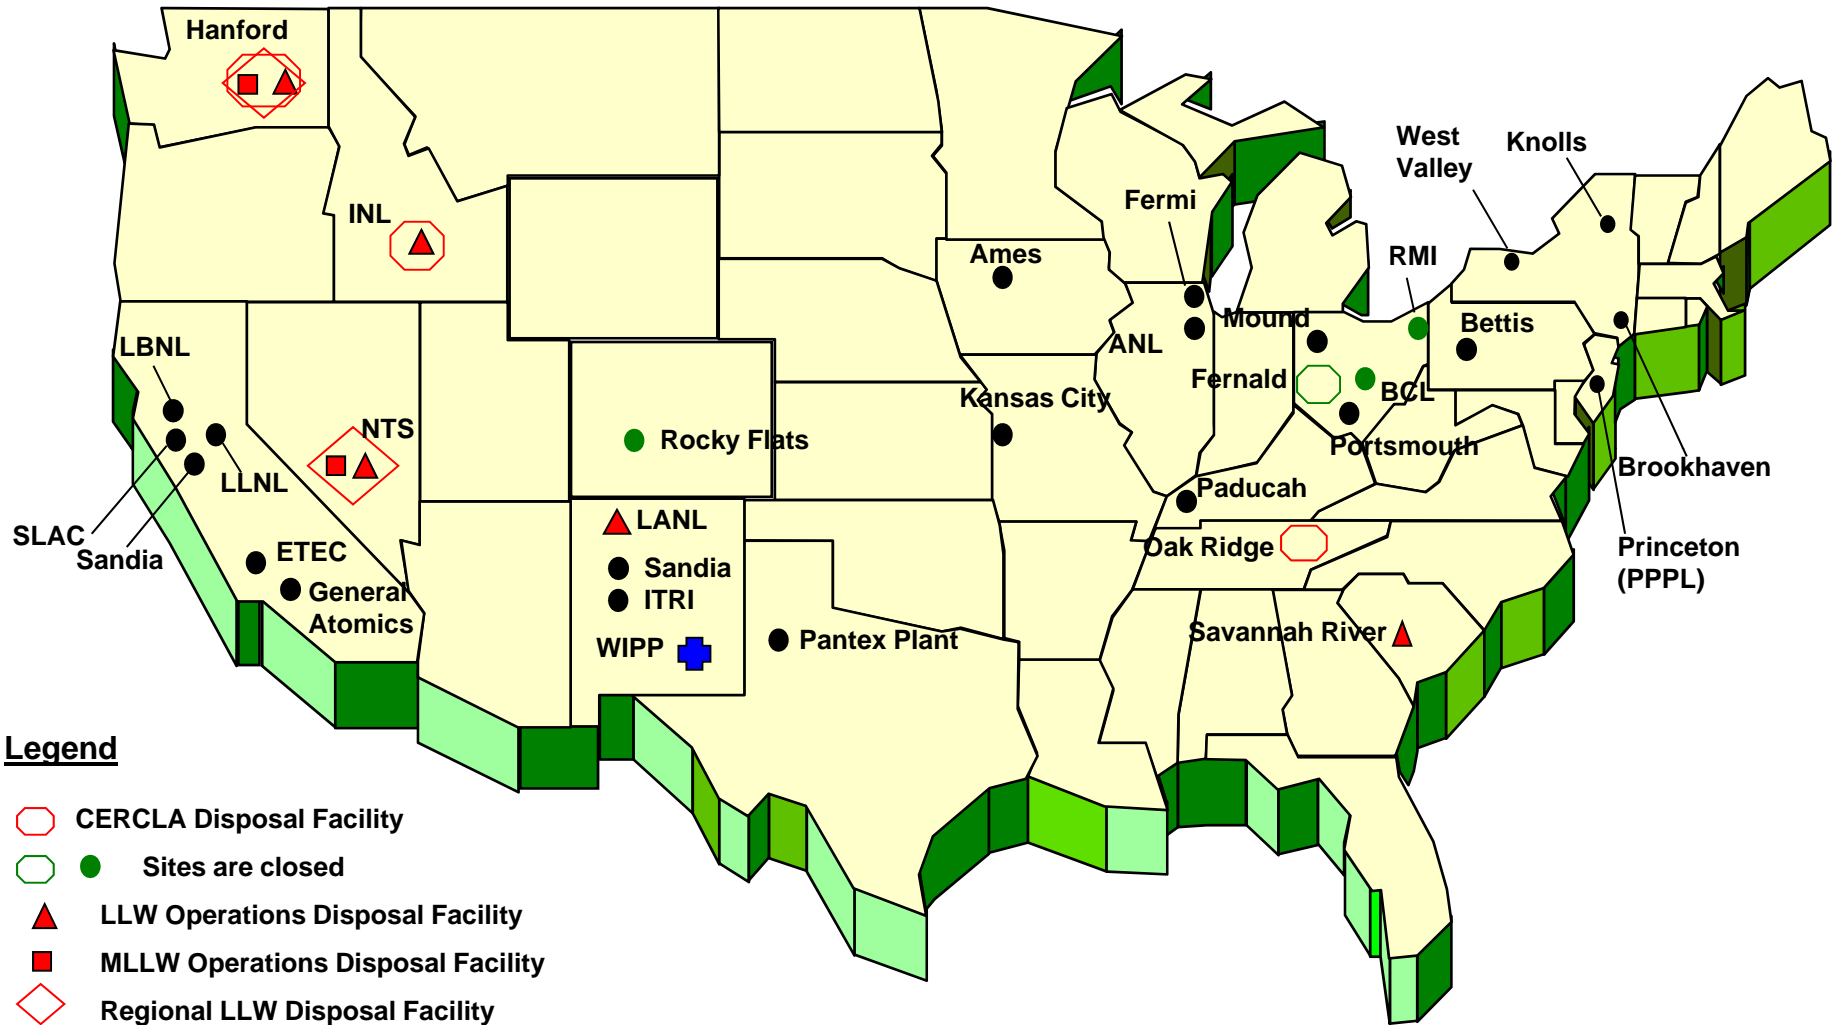 Hanford
West
Valley
Knolls
Fermi
INL
RMI
Ames
Mound
Bettis
LBNL
ANL
Fernald
BCL
Kansas City
NTS
Rocky Flats
Portsmouth
Brookhaven
LLNL
Paducah
SLAC
Sandia
LANL
ETEC
Oak Ridge
Princeton
(PPPL)
Sandia
General
Atomics
ITRI
Savannah River
WIPP
Pantex Plant
Legend
CERCLA Disposal Facility
Sites are closed
LLW Operations Disposal Facility
MLLW Operations Disposal Facility
Regional LLW Disposal Facility